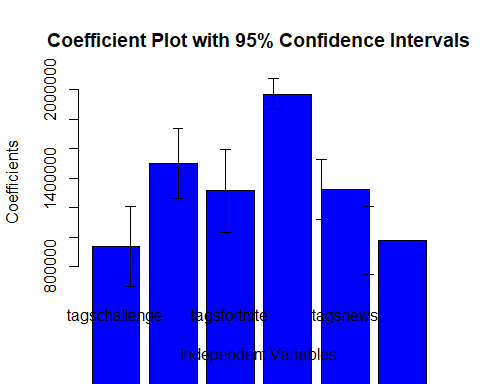 Coefficient Plot with 95% Confidence Intervals
2000000
1400000
800000
Coefficients
tagschallenge tagsfortnite tagsnews
Independent Variables